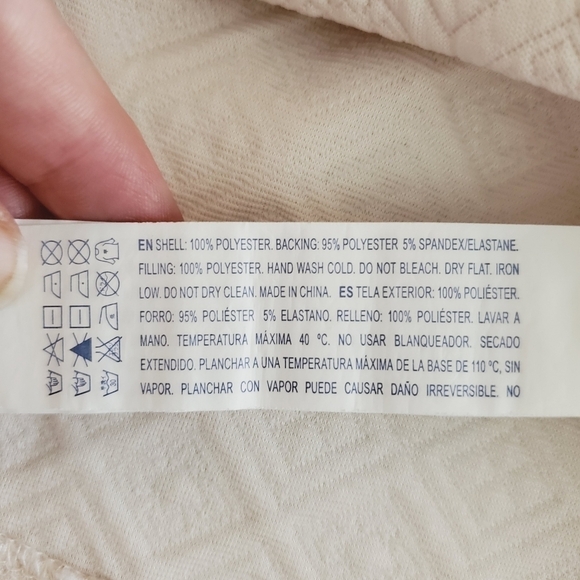 EN SHELL: 100% POLYESTER. BACKING: 95% POLYESTER 5% SPANDEX/ELASTANE.
FILLING: 100% POLYESTER. HAND WASH COLD. DO NOT BLEACH. DRY FLAT. IRON
LOW. DO NOT DRY CLEAN. MADE IN CHINA. ES TELA EXTERIOR: 100% POLIÉSTER.
FORRO: 95% POLIÉSTER 5% ELASTANO. RELLENO: 100% POLIÉSTER. LAVAR A
MANO. TEMPERATURA MÁXIMA 40 ºC. NO USAR BLANQUEADOR. SECADO
EXTENDIDO. PLANCHAR A UNA TEMPERATURA MÁXIMA DE LA BASE DE 110 ºC, SIN
VAPOR. PLANCHAR CON VAPOR PUEDE CAUSAR DAÑO IRREVERSIBLE. NO